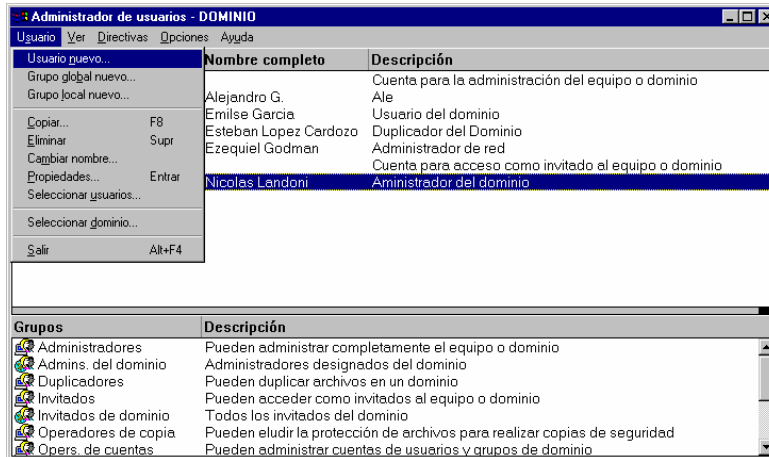 Administrador de usuarios - DOMINIO
Usuario Ver Directivas Opciones Ayuda
Usuario nuevo...
Grupo global nuevo...
Grupo local nuevo...
Copiar... F8
Eliminar Supr
Cambiar nombre...
Propiedades... Entrar
Seleccionar usuarios...
Seleccionar dominio...
Salir Alt+F4
Nombre completo Descripción
Cuenta para la administración del equipo o dominio
Alejandro G. Ale
Emilse Garcia Usuario del dominio
Esteban Lopez Cardozo Duplicador del Dominio
Ezequiel Godman Administrador de red
Cuenta para acceso como invitado al equipo o dominio
Nicolas Landoni Aministrador del dominio
Grupos Descripción
Administradores Pueden administrar completamente el equipo o dominio
Admins. del dominio Administradores designados del dominio
Duplicadores Pueden duplicar archivos en un dominio
Invitados Pueden acceder como invitados al equipo o dominio
Invitados de dominio Todos los invitados del dominio
Operadores de copia Pueden eludir la protección de archivos para realizar copias de seguridad
Opers. de cuentas Pueden administrar cuentas de usuarios y grupos de dominio